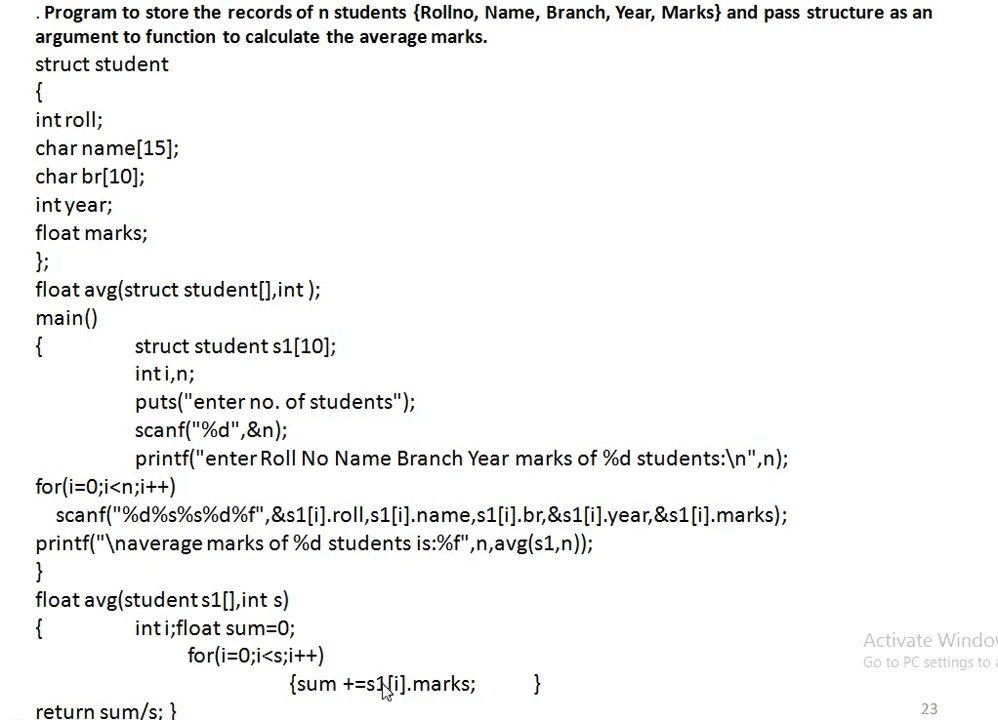 . Program to store the records of n students {Rollno, Name, Branch, Year, Marks} and pass structure as an
argument to function to calculate the average marks.
struct student
{
int roll;
char name[15];
char br[10];
int year;
float marks;
};
float avg(struct student[],int );
main()
{ struct student s1[10];
int i,n;
puts("enter no. of students");
scanf("%d",&n);
printf("enter Roll No Name Branch Year marks of %d students:\n",n);
for(i=0;i<n;i++)
scanf("%d%s%s%d%f",&s1[i].roll,s1[i].name,s1[i].br,&s1[i].year,&s1[i].marks);
printf("\naverage marks of %d students is:%f",n,avg(s1,n));
}
float avg(student s1[],int s)
{ int i;float sum=0;
for(i=0;i<s;i++)
{sum +=s1[i].marks; }
return sum/s; }
Activate Windo
Go to PC settings to a
23